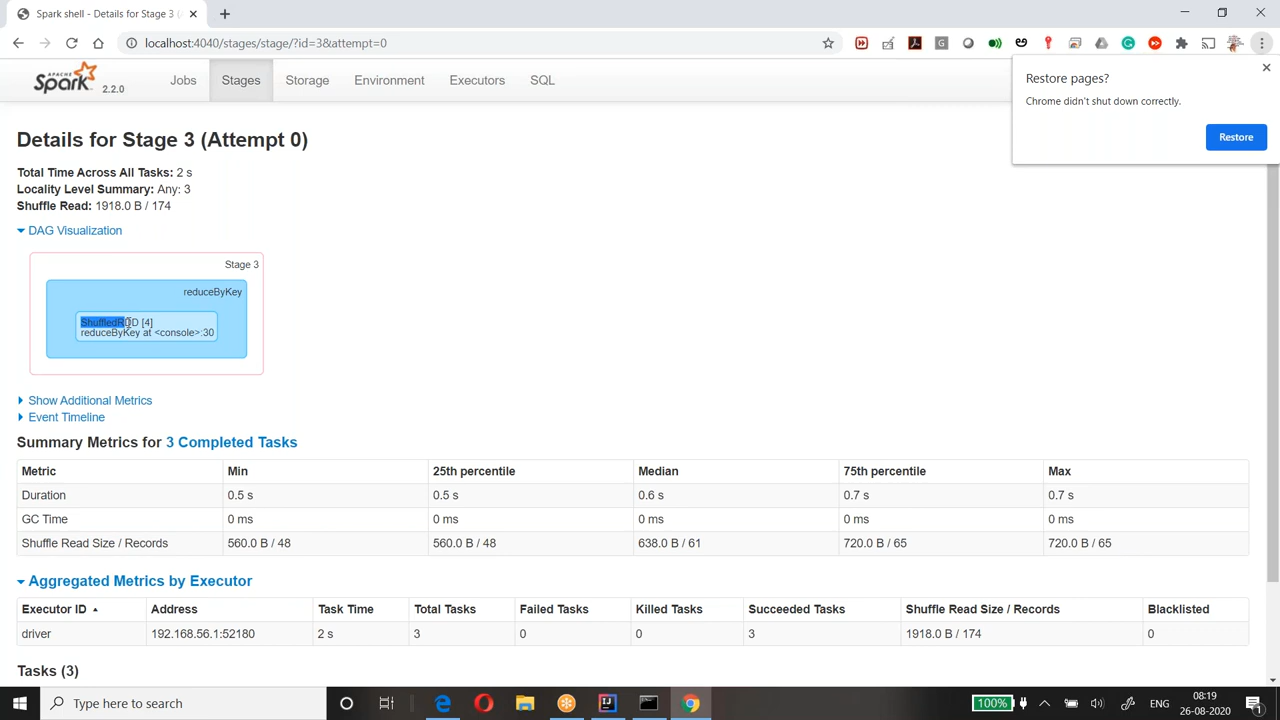 Spark shell - Details for Stage 3 (
localhost:4040/stages/stage/?id=3&attempt=0
Restore pages?
Chrome didn't shut down correctly.
Restore
APACHE Spark 2.2.0 Jobs Stages Storage Environment Executors SQL
Details for Stage 3 (Attempt 0)
Total Time Across All Tasks: 2 s
Locality Level Summary: Any: 3
Shuffle Read: 1918.0 B / 174
DAG Visualization
Stage 3
reduceByKey
ShuffledRDD [4]
reduceByKey at <console>:30
Show Additional Metrics
Event Timeline
Summary Metrics for 3 Completed Tasks
Metric Min 25th percentile Median 75th percentile Max
Duration 0.5 s 0.5 s 0.6 s 0.7 s 0.7 s
GC Time 0 ms 0 ms 0 ms 0 ms 0 ms
Shuffle Read Size / Records 560.0 B / 48 560.0 B / 48 638.0 B / 61 720.0 B / 65 720.0 B / 65
Aggregated Metrics by Executor
Executor ID Address Task Time Total Tasks Failed Tasks Killed Tasks Succeeded Tasks Shuffle Read Size / Records Blacklisted
driver 192.168.56.1:52180 2 s 3 0 0 3 1918.0 B / 174 0
Tasks (3)
Type here to search
100% ENG 08:19
26-08-2020
1